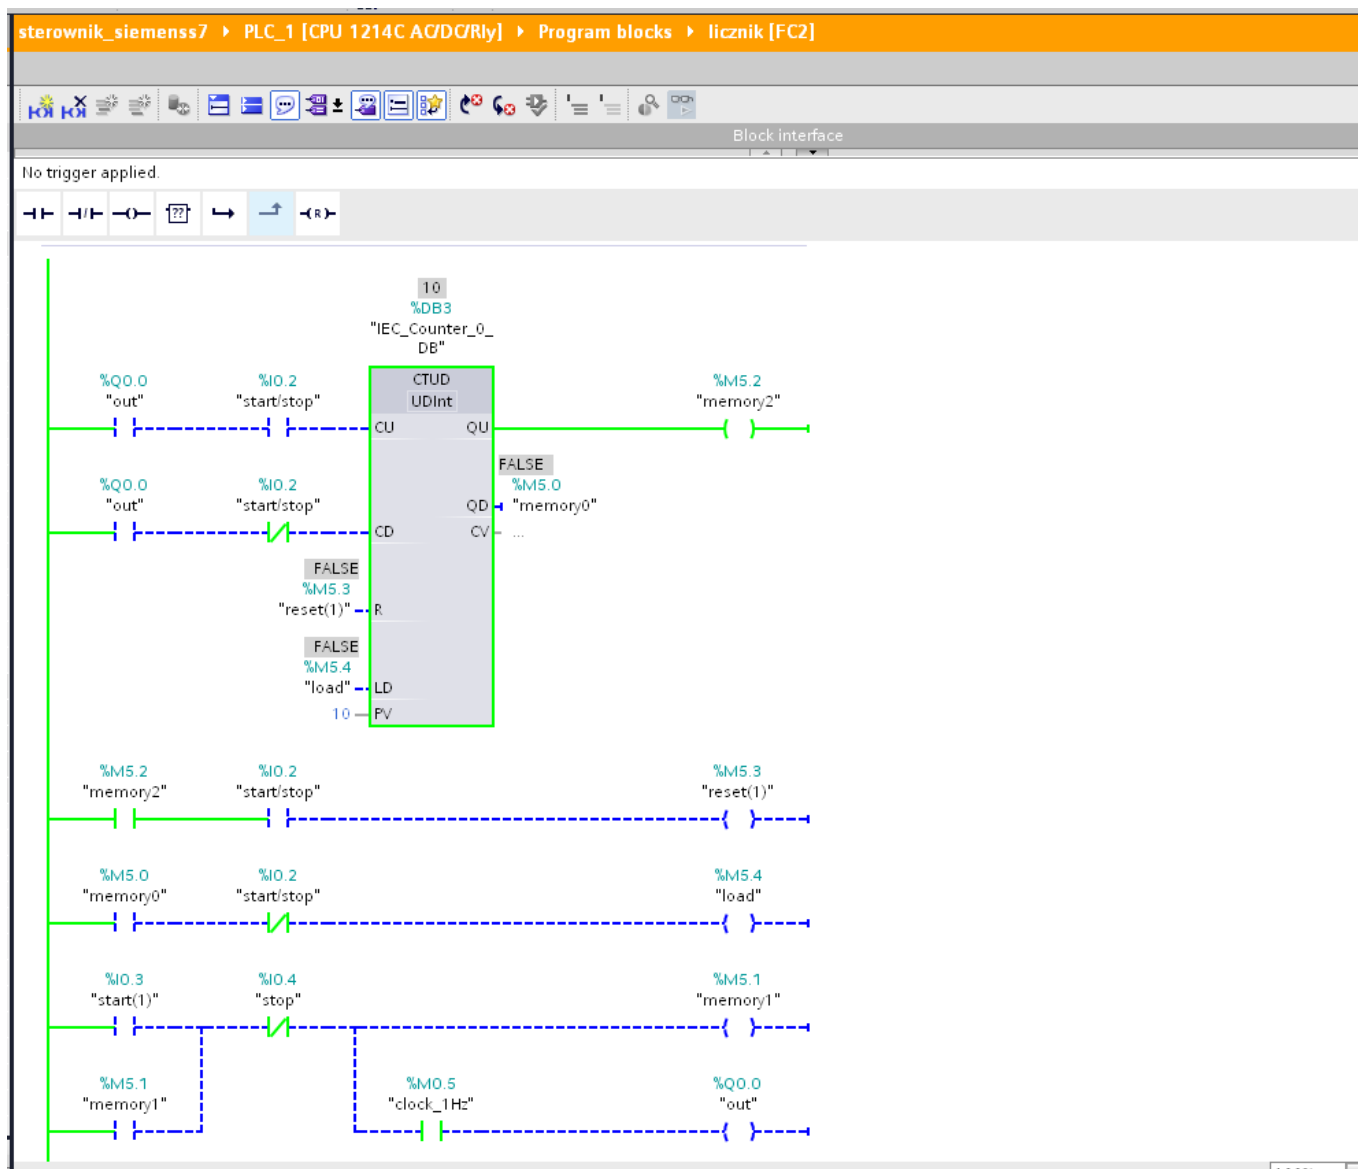 sterownik_siemenss7 ▸ PLC_1 [CPU 1214C AC/DC/Rly] ▸ Program blocks ▸ licznik [FC2]
Block interface
No trigger applied.
??
R
10
%DB3
"IEC_Counter_0_
DB"
%Q0.0 %I0.2 CTUD %M5.2
"out" "start/stop" UDInt "memory2"
CU QU
FALSE
%Q0.0 %I0.2 %M5.0
"out" "start/stop" QD "memory0"
CD CV ...
FALSE
%M5.3
"reset(1)" R
FALSE
%M5.4
"load" LD
10 PV
%M5.2 %I0.2 %M5.3
"memory2" "start/stop" "reset(1)"
%M5.0 %I0.2 %M5.4
"memory0" "start/stop" "load"
%I0.3 %I0.4 %M5.1
"start(1)" "stop" "memory1"
%M5.1 %M0.5 %Q0.0
"memory1" "clock_1Hz" "out"